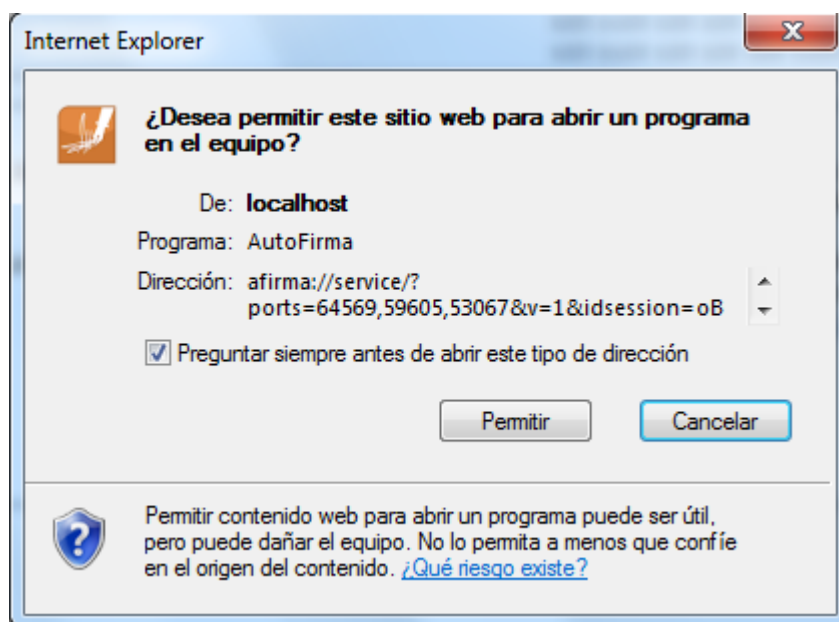 Internet Explorer
¿Desea permitir este sitio web para abrir un programa
en el equipo?
De: localhost
Programa: AutoFirma
Dirección: afirma://service/?
ports=64569,59605,53067&v=1&idsession=oB
Preguntar siempre antes de abrir este tipo de dirección
Permitir Cancelar
Permitir contenido web para abrir un programa puede ser útil,
pero puede dañar el equipo. No lo permita a menos que confíe
en el origen del contenido. ¿Qué riesgo existe?